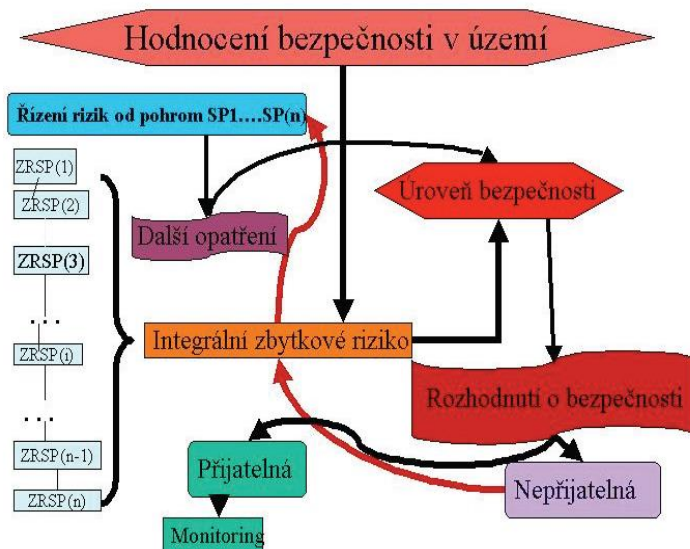 Hodnocení bezpečnosti v území
Řízení rizik od pohrom SP1....SP(n)
ZRSP(1)
ZRSP(2)
ZRSP(3)
...
ZRSP(i)
...
ZRSP(n-1)
ZRSP(n)
Další opatření
Úroveň bezpečnosti
Integrální zbytkové riziko
Rozhodnutí o bezpečnosti
Přijatelná
Nepřijatelná
Monitoring